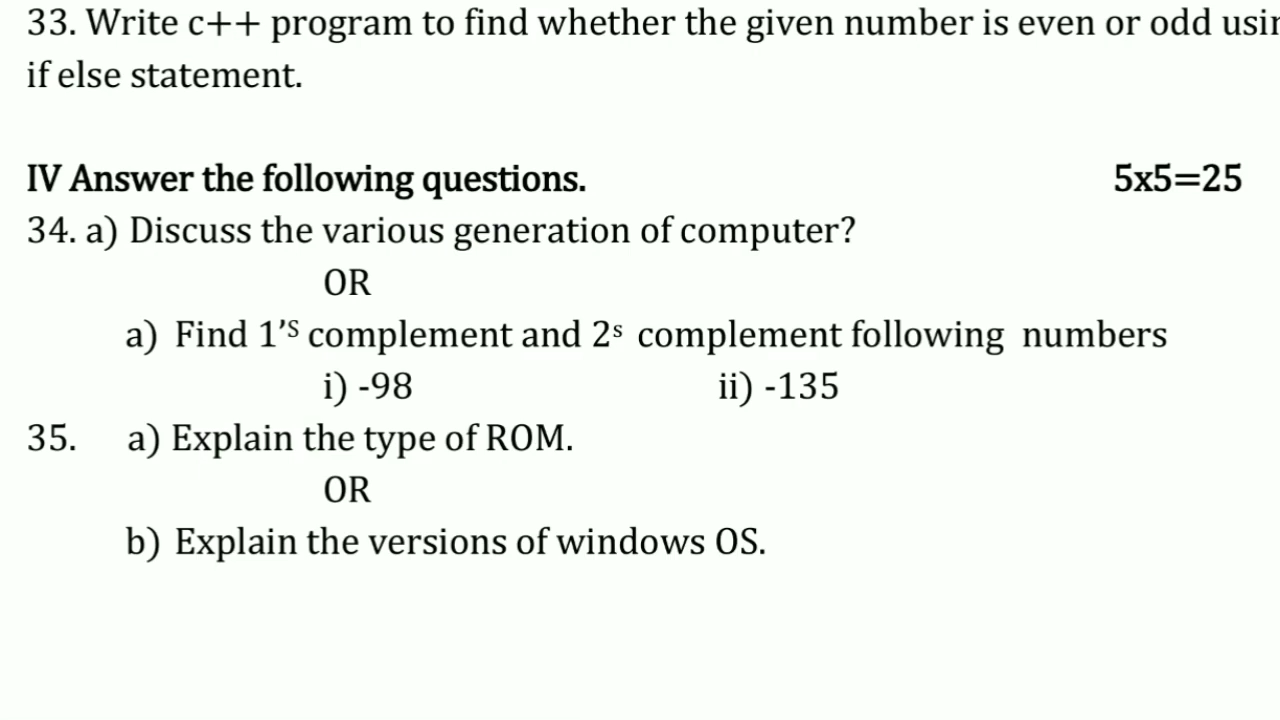 33. Write c++ program to find whether the given number is even or odd
if else statement.
IV Answer the following questions. 5x5=25
34. a) Discuss the various generation of computer?
OR
a) Find 1’S complement and 2s complement following numbers
i) -98 ii) -135
35. a) Explain the type of ROM.
OR
b) Explain the versions of windows OS.